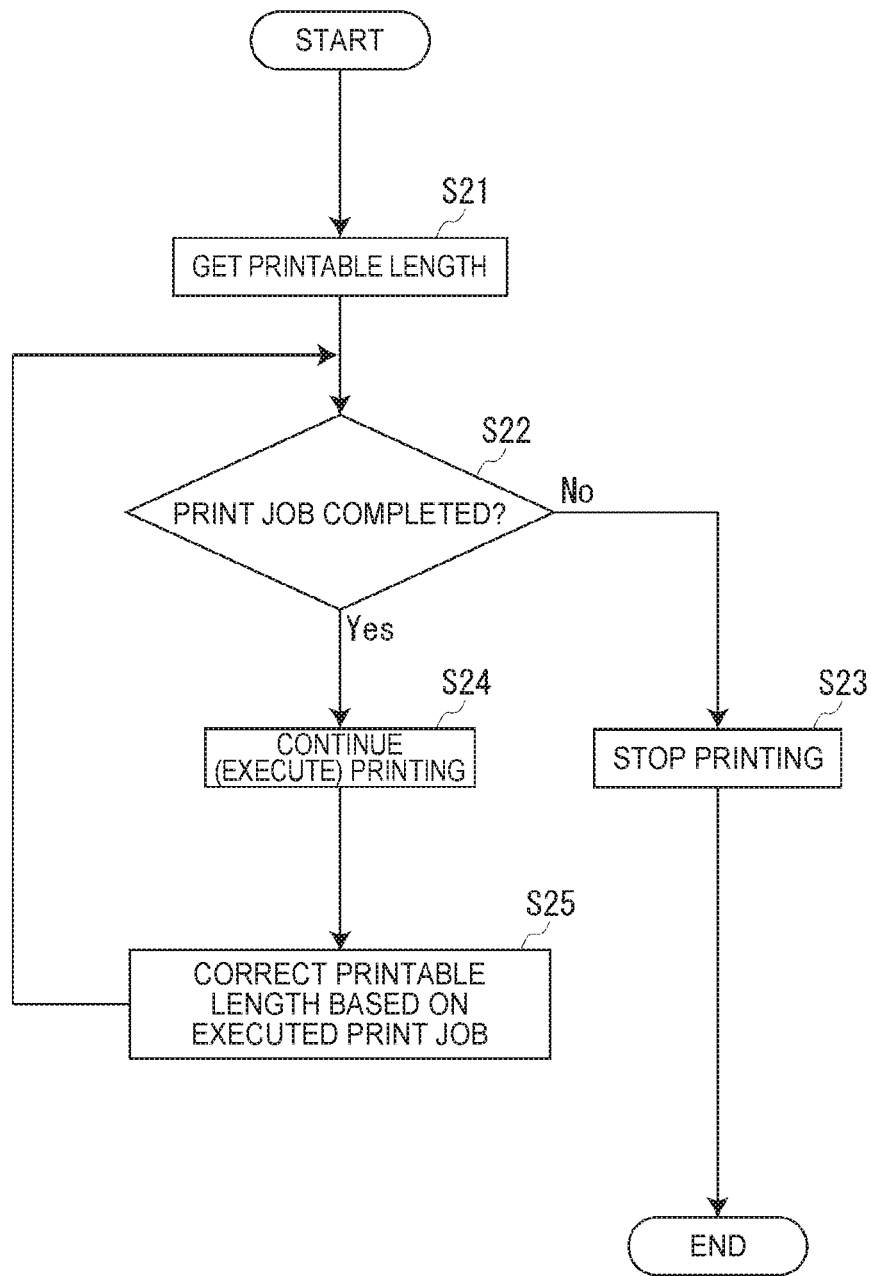 START
S21
GET PRINTABLE LENGTH
S22
PRINT JOB COMPLETED?
No
Yes
S24
CONTINUE
(EXECUTE) PRINTING
S23
STOP PRINTING
S25
CORRECT PRINTABLE
LENGTH BASED ON
EXECUTED PRINT JOB
END